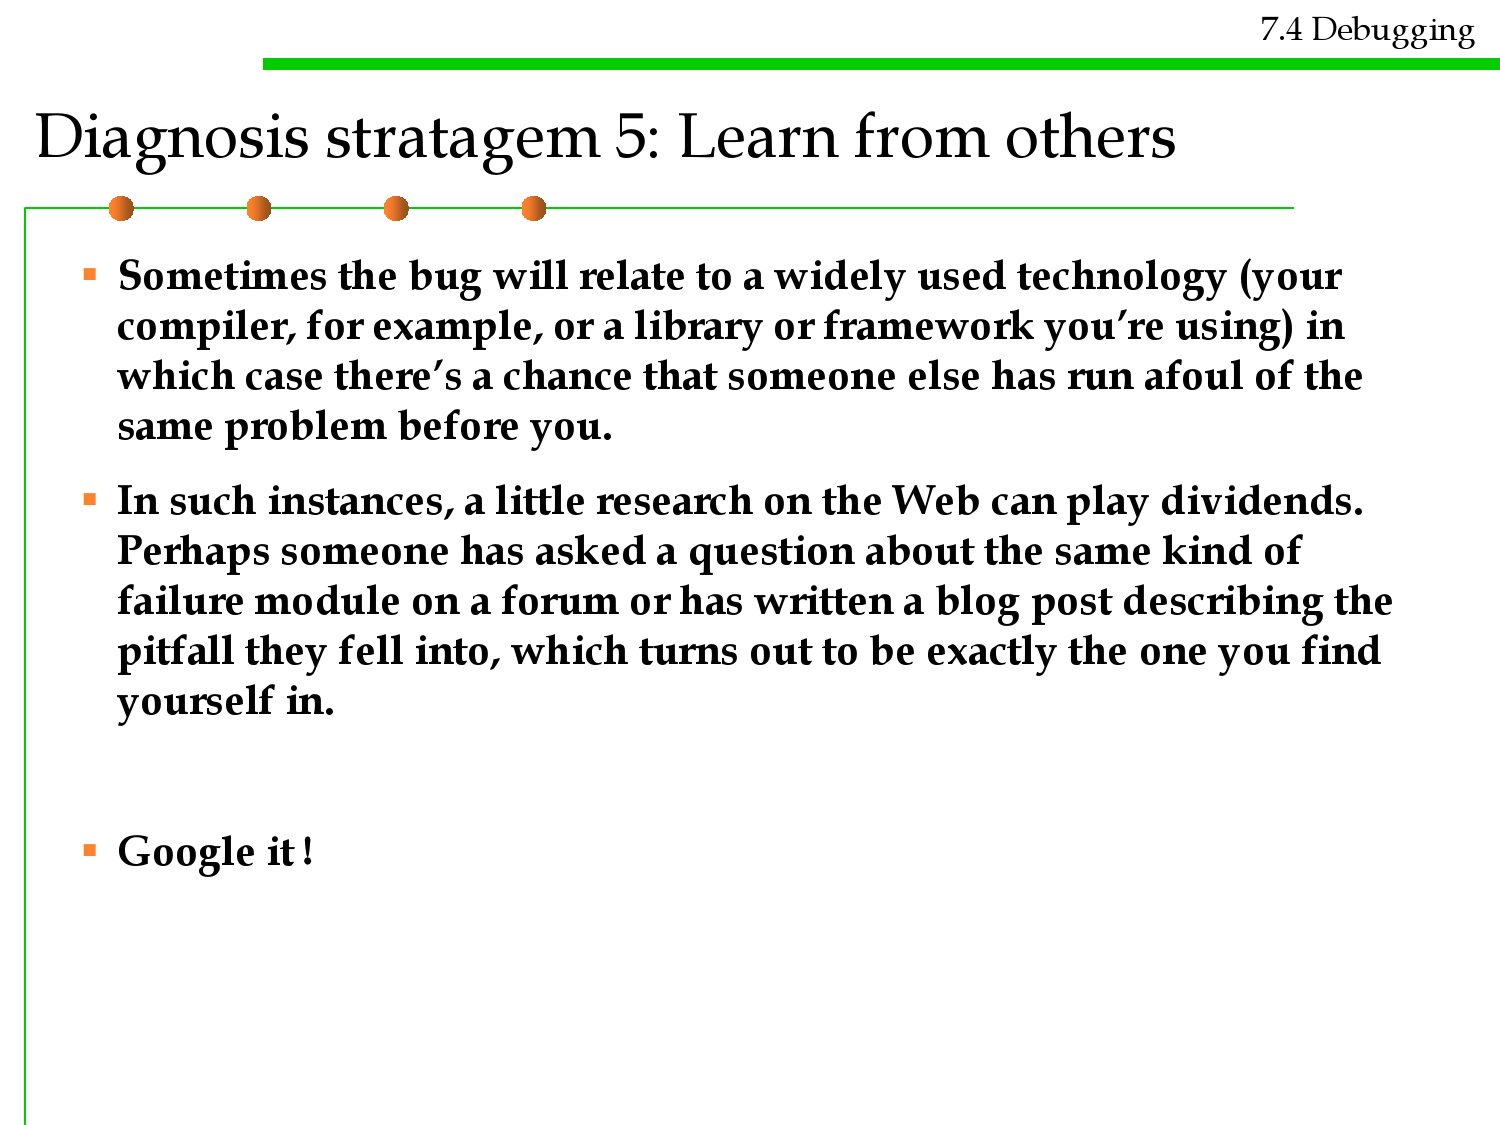 7.4 Debugging
Diagnosis stratagem 5: Learn from others
▪ Sometimes the bug will relate to a widely used technology (your
compiler, for example, or a library or framework you’re using) in
which case there’s a chance that someone else has run afoul of the
same problem before you.
▪ In such instances, a little research on the Web can play dividends.
Perhaps someone has asked a question about the same kind of
failure module on a forum or has written a blog post describing the
pitfall they fell into, which turns out to be exactly the one you find
yourself in.
▪ Google it !